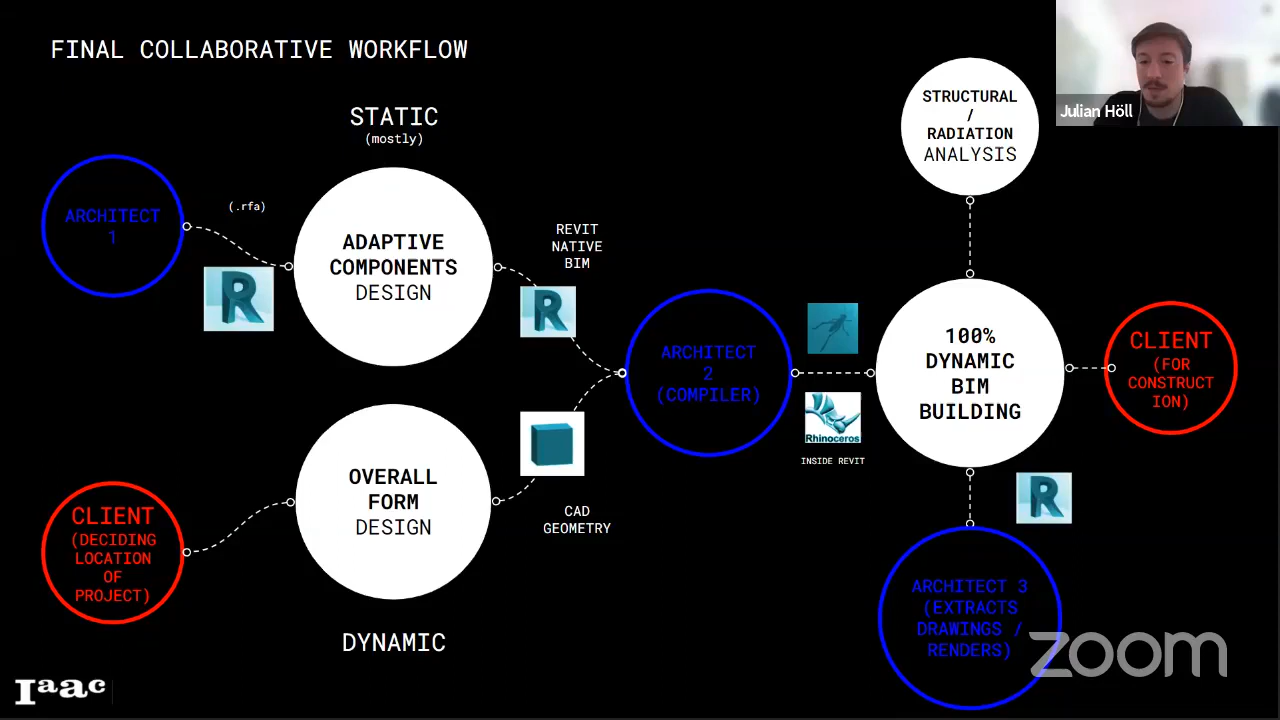 FINAL COLLABORATIVE WORKFLOW
STATIC
(mostly)
ARCHITECT
1
(.rfa)
R
ADAPTIVE
COMPONENTS
DESIGN
REVIT
NATIVE
BIM
R
CLIENT
(DECIDING
LOCATION
OF
PROJECT)
OVERALL
FORM
DESIGN
CAD
GEOMETRY
DYNAMIC
ARCHITECT
2
(COMPILER)
Rhinoceros
INSIDE REVIT
STRUCTURAL
/
RADIATION
ANALYSIS
100%
DYNAMIC
BIM
BUILDING
CLIENT
(FOR
CONSTRUCT
ION)
R
ARCHITECT 3
(EXTRACTS
DRAWINGS /
RENDERS)
Julian Höll
Iaac
zoom